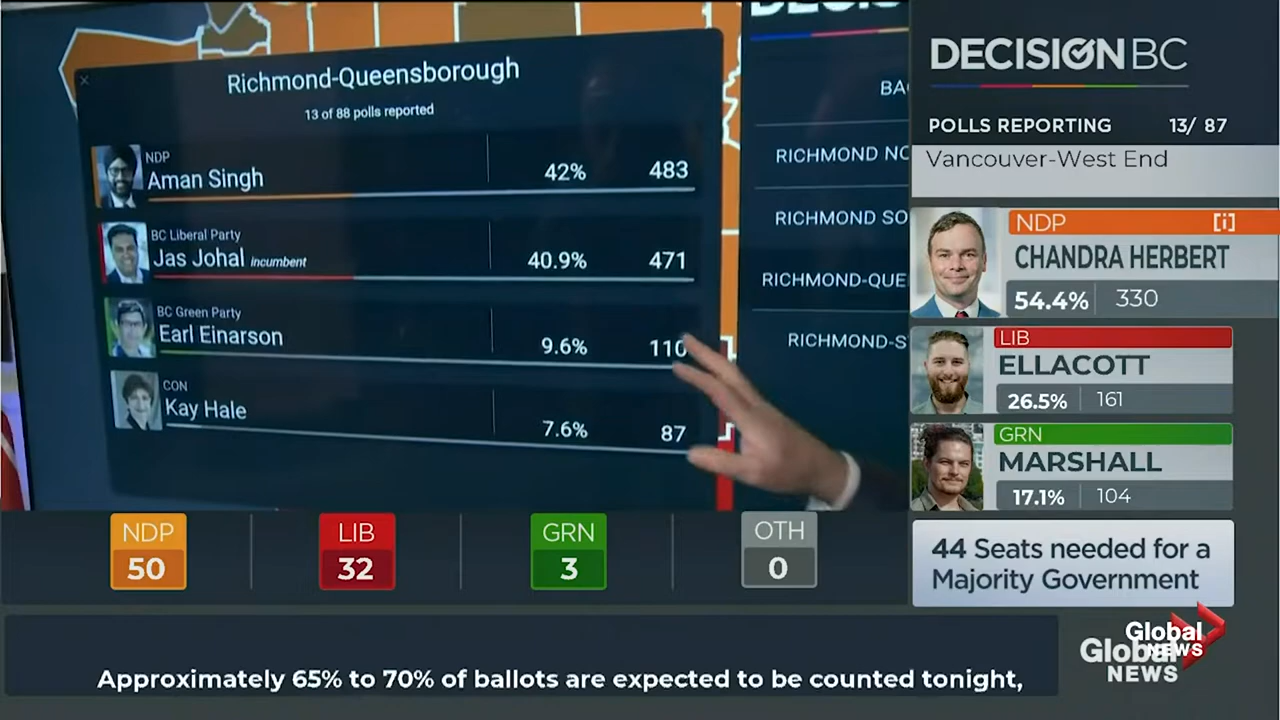 Richmond-Queensborough
13 of 88 polls reported
NDP
Aman Singh 42% 483
BC Liberal Party
Jas Johal incumbent 40.9% 471
BC Green Party
Earl Einarson 9.6% 110
CON
Kay Hale 7.6% 87
RICHMOND NO
RICHMOND SO
RICHMOND-QUE
RICHMOND-S
DECISION BC
POLLS REPORTING 13/ 87
Vancouver-West End
NDP [i]
CHANDRA HERBERT
54.4% 330
LIB
ELLACOTT
26.5% 161
GRN
MARSHALL
17.1% 104
44 Seats needed for a
Majority Government
NDP LIB GRN OTH
50 32 3 0
Approximately 65% to 70% of ballots are expected to be counted tonight,
Global
NEWS
Global
NEWS